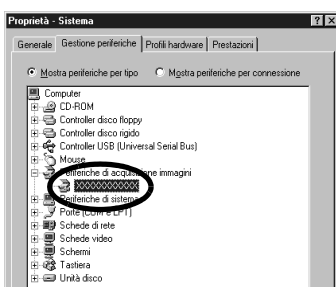 Proprietà - Sistema
Generale Gestione periferiche Profili hardware Prestazioni
Mostra periferiche per tipo Mostra periferiche per connessione
Computer
CD-ROM
Controller disco floppy
Controller disco rigido
Controller USB (Universal Serial Bus)
Mouse
Periferiche di acquisizione immagini
XXXXXXXXXXX
Periferiche di sistema
Porte (COM e LPT)
Schede di rete
Schede video
Schermi
Tastiera
Unità disco